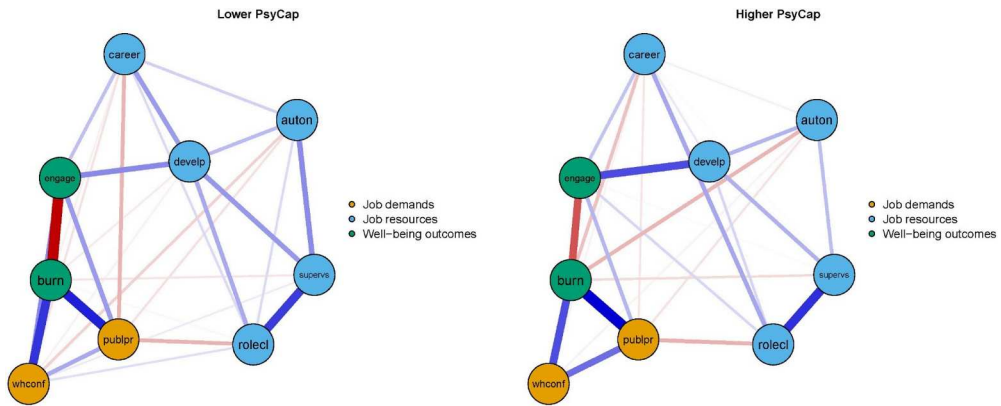 Lower PsyCap
career
auton
develp
engage
burn
supervs
publpr
rolecl
whconf
Job demands
Job resources
Well-being outcomes
Higher PsyCap
career
auton
develp
engage
burn
supervs
publpr
rolecl
whconf
Job demands
Job resources
Well-being outcomes